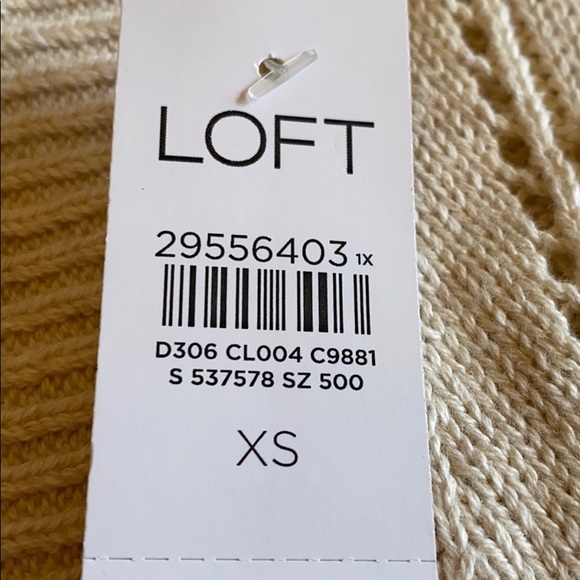 LOFT
29556403 1X
D306 CL004 C9881
S 537578 SZ 500
XS